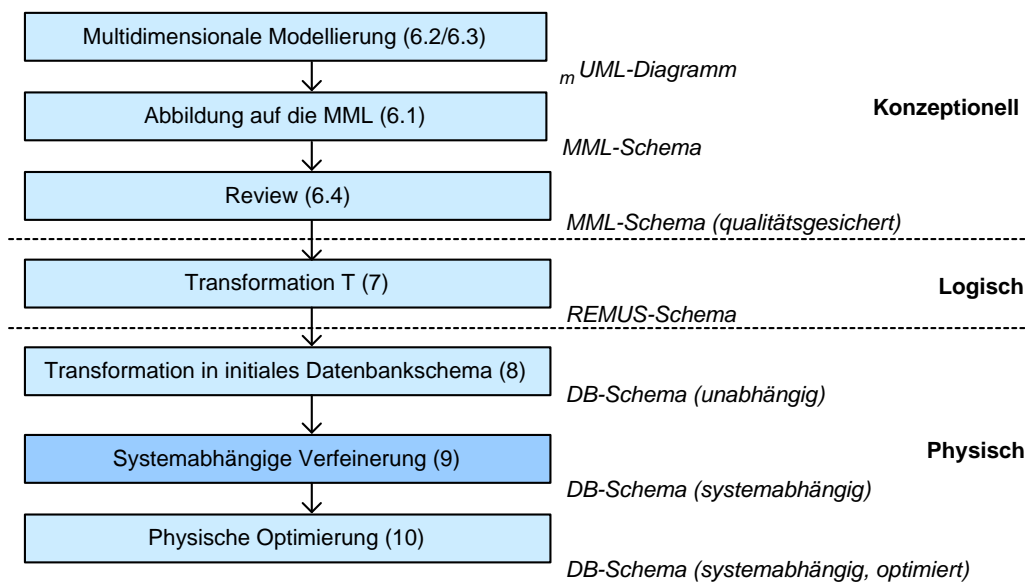 Multidimensionale Modellierung (6.2/6.3)
m UML-Diagramm
Abbildung auf die MML (6.1)
Konzeptionell
MML-Schema
Review (6.4)
MML-Schema (qualitätsgesichert)
Transformation T (7)
Logisch
REMUS-Schema
Transformation in initiales Datenbankschema (8)
DB-Schema (unabhängig)
Systemabhängige Verfeinerung (9)
Physisch
DB-Schema (systemabhängig)
Physische Optimierung (10)
DB-Schema (systemabhängig, optimiert)